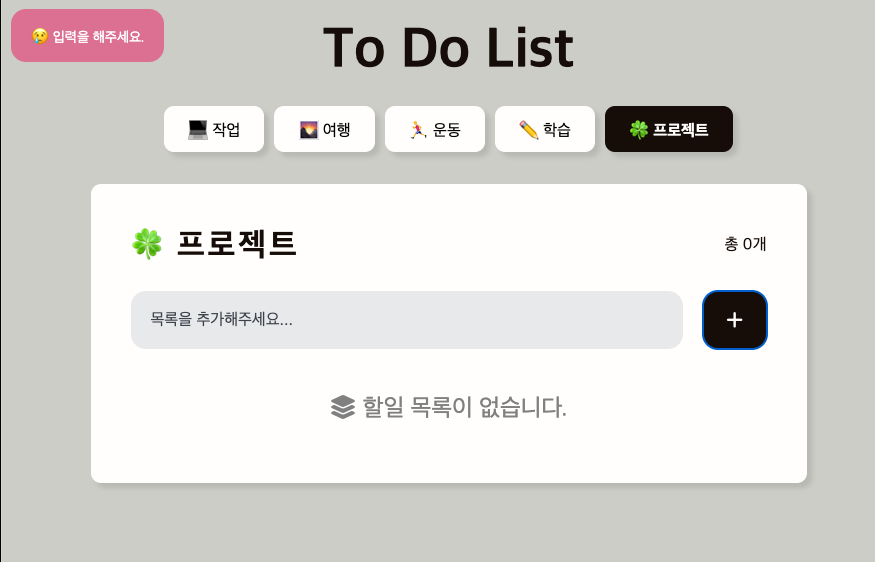 😢 입력을 해주세요.
To Do List
💻 작업
🌄 여행
🏃 운동
✏️ 학습
🍀 프로젝트
🍀 프로젝트
총 0개
목록을 추가해주세요...
+
할일 목록이 없습니다.